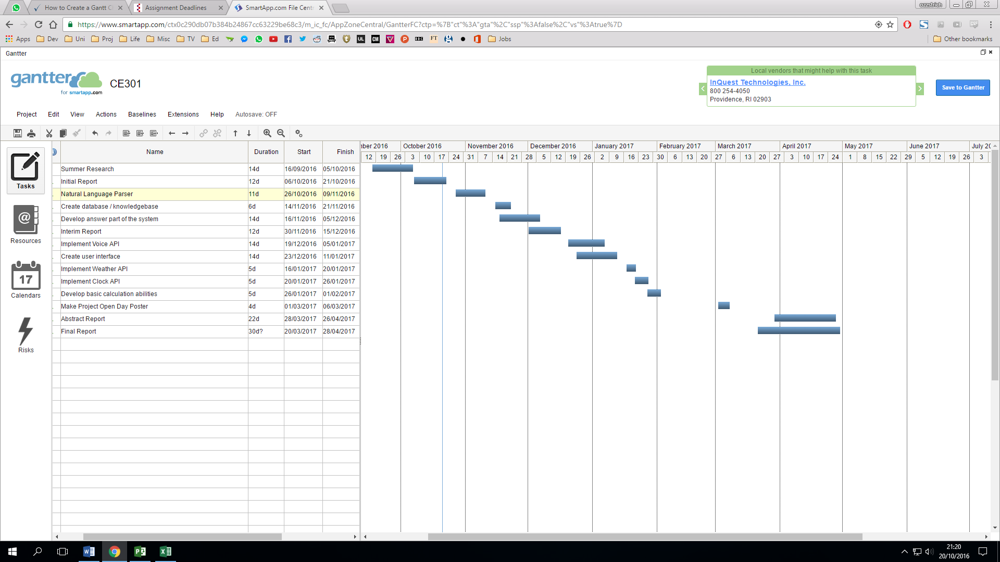 How to Create a Gantt C
Assignment Deadlines
SmartApp.com File Centr
ozzstrich
https://www.smartapp.com/ctx0c290db07b384b24867cc63229be68c3/m_ic_fc/AppZoneCentral/GantterFC?ctp=%7B"ct"%3A"gta"%2C"ssp"%3Afalse%2C"vs"%3Atrue%7D
Apps Dev Uni Proj Life Misc TV Ed UL CM BBC FT Jobs Other bookmarks
Gantter
gantter
for smartapp.com
CE301
Local vendors that might help with this task
InQuest Technologies, Inc.
800 254-4050
Providence, RI 02903
Save to Gantter
Project Edit View Actions Baselines Extensions Help Autosave: OFF
Tasks
Resources
17
Calendars
Risks
Name Duration Start Finish
Summer Research 14d 16/09/2016 05/10/2016
Initial Report 12d 06/10/2016 21/10/2016
Natural Language Parser 11d 26/10/2016 09/11/2016
Create database / knowledgebase 6d 14/11/2016 21/11/2016
Develop answer part of the system 14d 16/11/2016 05/12/2016
Interim Report 12d 30/11/2016 15/12/2016
Implement Voice API 14d 19/12/2016 05/01/2017
Create user interface 14d 23/12/2016 11/01/2017
Implement Weather API 5d 16/01/2017 20/01/2017
Implement Clock API 5d 20/01/2017 26/01/2017
Develop basic calculation abilities 5d 26/01/2017 01/02/2017
Make Project Open Day Poster 4d 01/03/2017 06/03/2017
Abstract Report 22d 28/03/2017 26/04/2017
Final Report 30d? 20/03/2017 28/04/2017
nber 2016 October 2016 November 2016 December 2016 January 2017 February 2017 March 2017 April 2017 May 2017 June 2017 July 20
12 19 26 3 10 17 24 31 7 14 21 28 5 12 19 26 2 9 16 23 30 6 13 20 27 6 13 20 27 3 10 17 24 1 8 15 22 29 5 12 19 26 3
21:20
20/10/2016